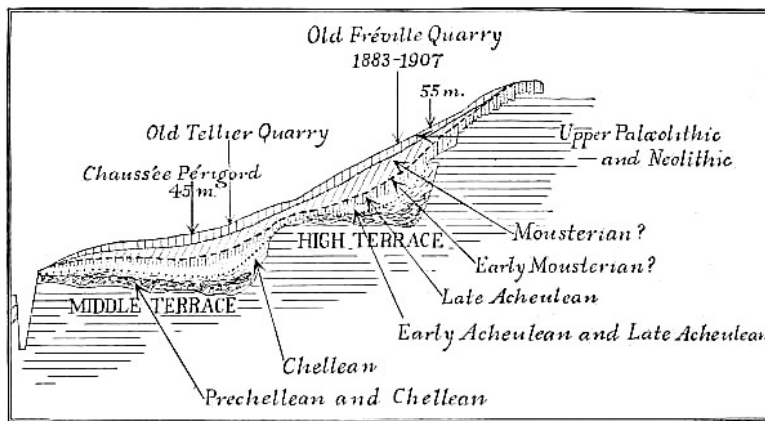 Old Fréville Quarry
1883-1907
55 m.
Old Tellier Quarry
Upper Palæolithic
and Neolithic
Chaussée Périgord
45 m.
Mousterian?
HIGH TERRACE
Early Mousterian?
Late Acheulean
MIDDLE TERRACE
Early Acheulean and Late Acheulean
Chellean
Prechellean and Chellean